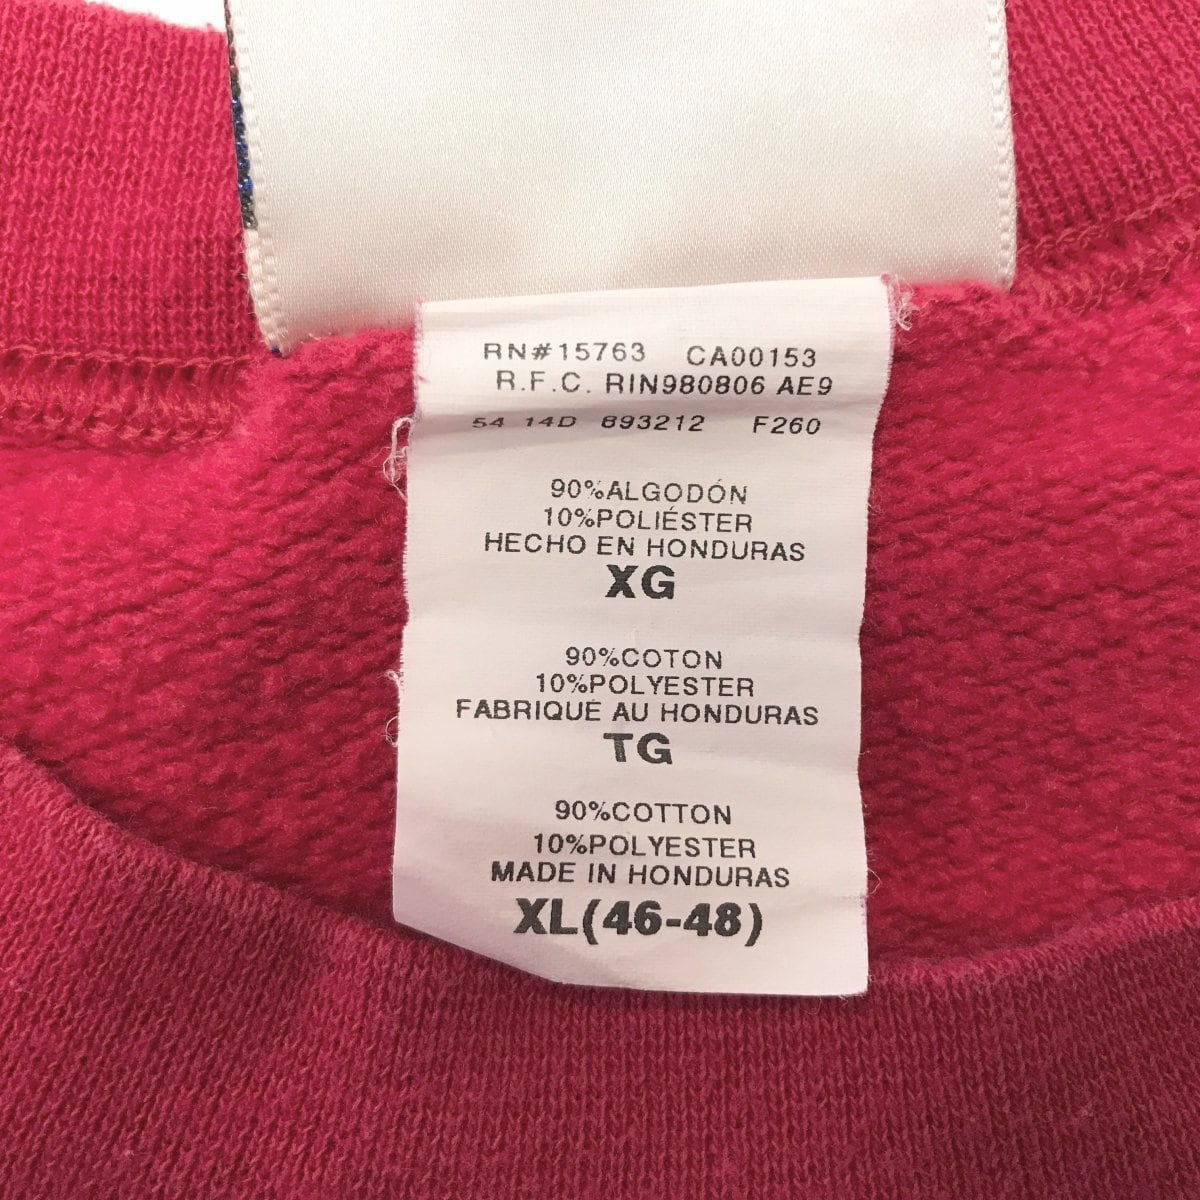 RN#15763 CA00153
R.F.C. RIN980806 AE9
54 14D 893212 F260
90%ALGODÓN
10%POLIÉSTER
HECHO EN HONDURAS
XG
90%COTON
10%POLYESTER
FABRIQUÉ AU HONDURAS
TG
90%COTTON
10%POLYESTER
MADE IN HONDURAS
XL(46-48)